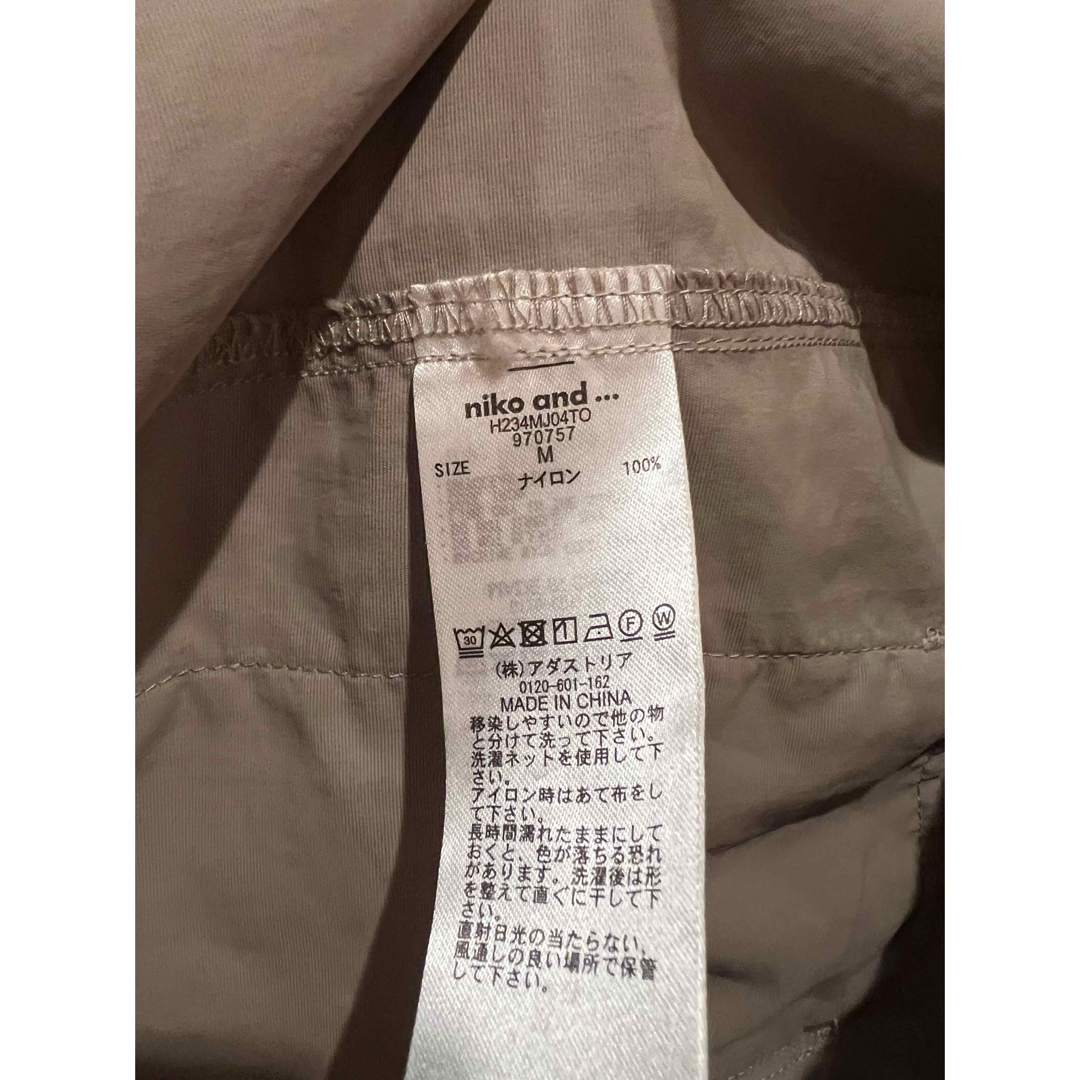 niko and ...
H234MJ04TO
970757
SIZE M
ナイロン 100%
30 F W
(株)アダストリア
0120-601-162
MADE IN CHINA
移染しやすいので他の物
と分けて洗って下さい。
洗濯ネットを使用して下
さい。
アイロン時はあて布をし
て下さい。
長時間濡れたままにして
おくと、色が落ちる恐れ
があります。洗濯後は形
を整えて直ぐに干して下
さい。
直射日光の当たらない、
風通しの良い場所で保管
して下さい。